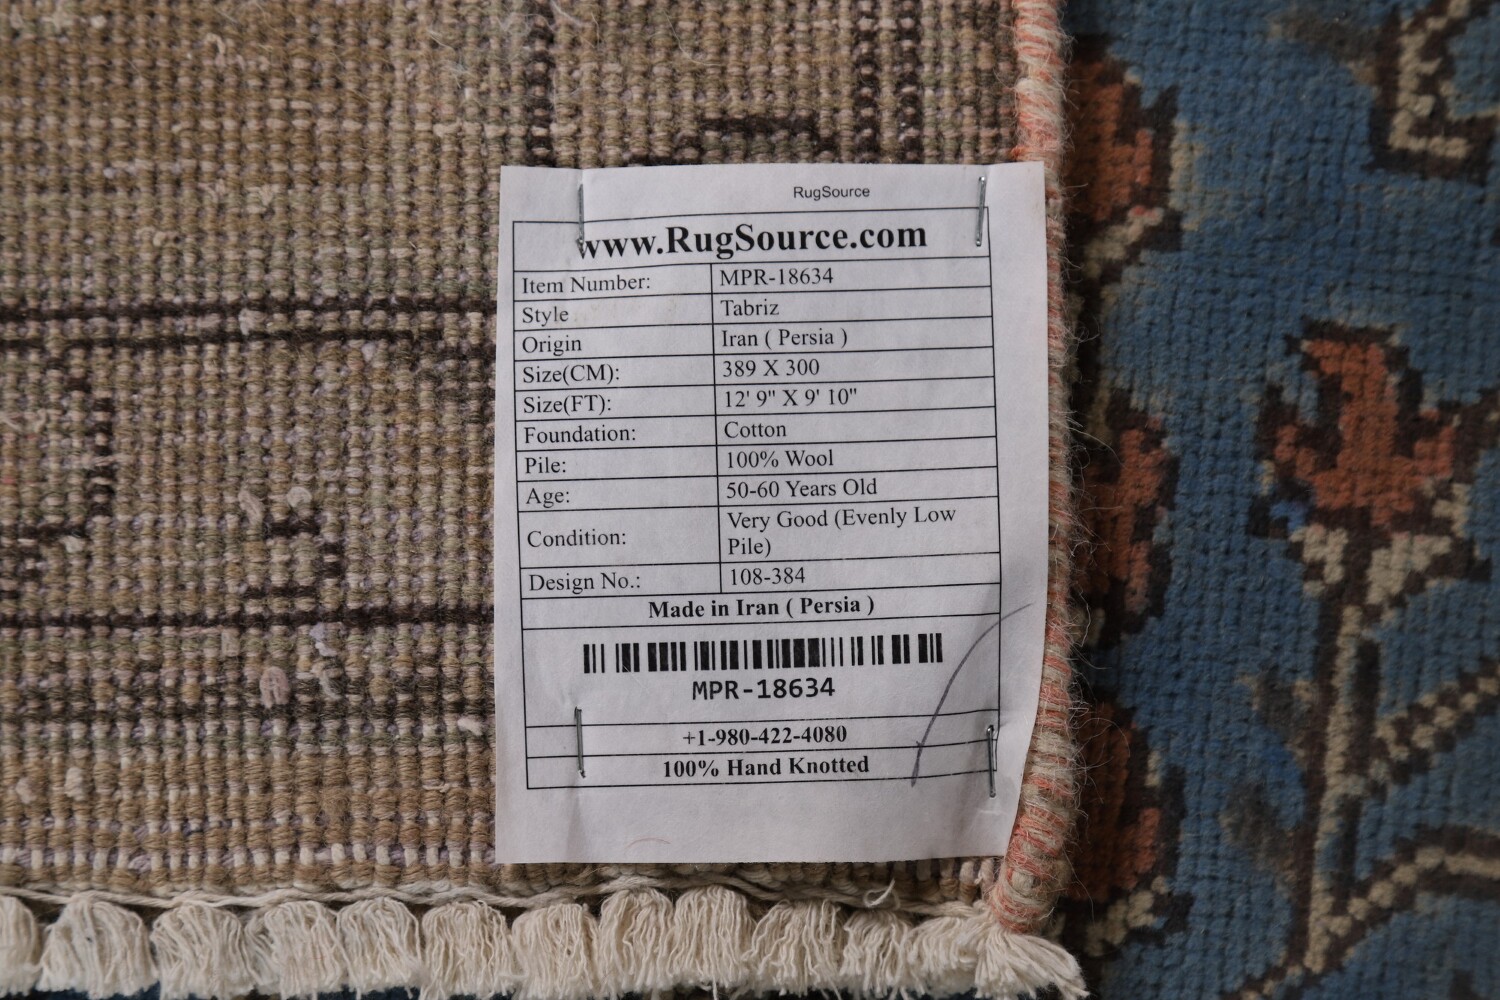 RugSource
www.RugSource.com
Item Number: MPR-18634
Style Tabriz
Origin Iran ( Persia )
Size(CM): 389 X 300
Size(FT): 12' 9" X 9' 10"
Foundation: Cotton
Pile: 100% Wool
Age: 50-60 Years Old
Condition: Very Good (Evenly Low
Pile)
Design No.: 108-384
Made in Iran ( Persia )
MPR-18634
+1-980-422-4080
100% Hand Knotted